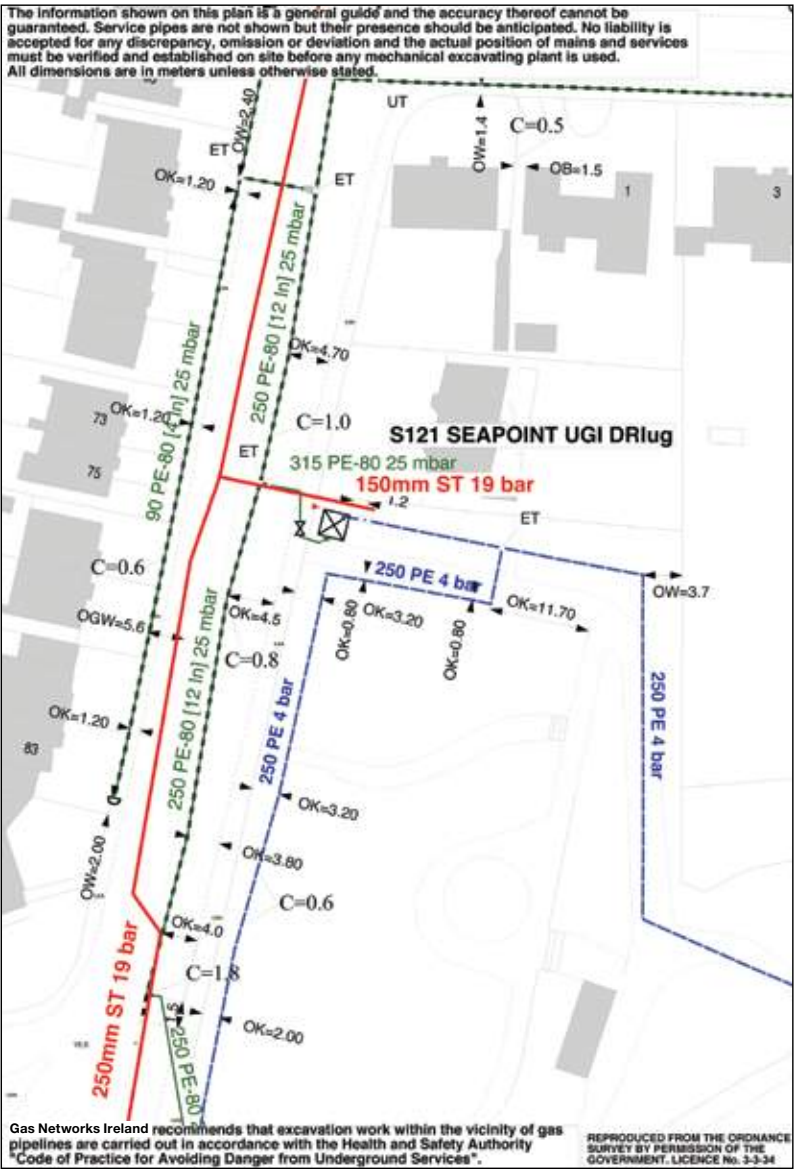 The information shown on this plan is a general guide and the accuracy thereof cannot be
guaranteed. Service pipes are not shown but their presence should be anticipated. No liability is
accepted for any discrepancy, omission or deviation and the actual position of mains and services
must be verified and established on site before any mechanical excavating plant is used.
All dimensions are in meters unless otherwise stated.
OW=2.40
UT
OW=1.4
C=0.5
ET
ET
OK=1.20
OB=1.5
1
3
250 PE-80 [12 In] 25 mbar
OK=4.70
90 PE-80 [4 In] 25 mbar
73
OK=1.20
C=1.0
S121 SEAPOINT UGI DRIug
ET
315 PE-80 25 mbar
75
150mm ST 19 bar
1.2
ET
C=0.6
250 PE 4 bar
OW=3.7
OK=4.5
OK=0.80
OK=3.20
OK=0.80
OK=11.70
OGW=5.6
C=0.8
250 PE-80 [12 In] 25 mbar
250 PE 4 bar
250 PE 4 bar
OK=1.20
83
OK=3.20
OW=2.00
OK=3.80
C=0.6
OK=4.0
250mm ST 19 bar
C=1.8
1.5
250 PE-80
OK=2.00
Gas Networks Ireland recommends that excavation work within the vicinity of gas
pipelines are carried out in accordance with the Health and Safety Authority
"Code of Practice for Avoiding Danger from Underground Services".
REPRODUCED FROM THE ORDNANCE
SURVEY BY PERMISSION OF THE
GOVERNMENT. LICENCE No. 3-3-34